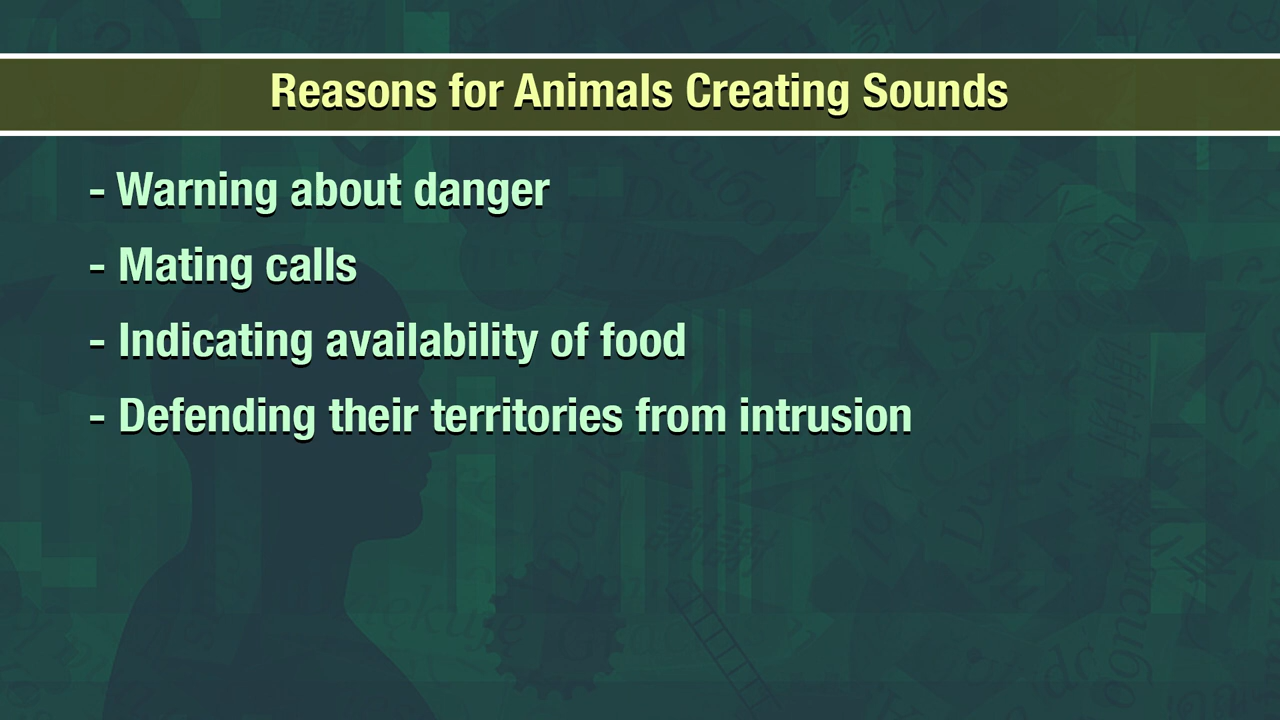 Reasons for Animals Creating Sounds
- Warning about danger
- Mating calls
- Indicating availability of food
- Defending their territories from intrusion